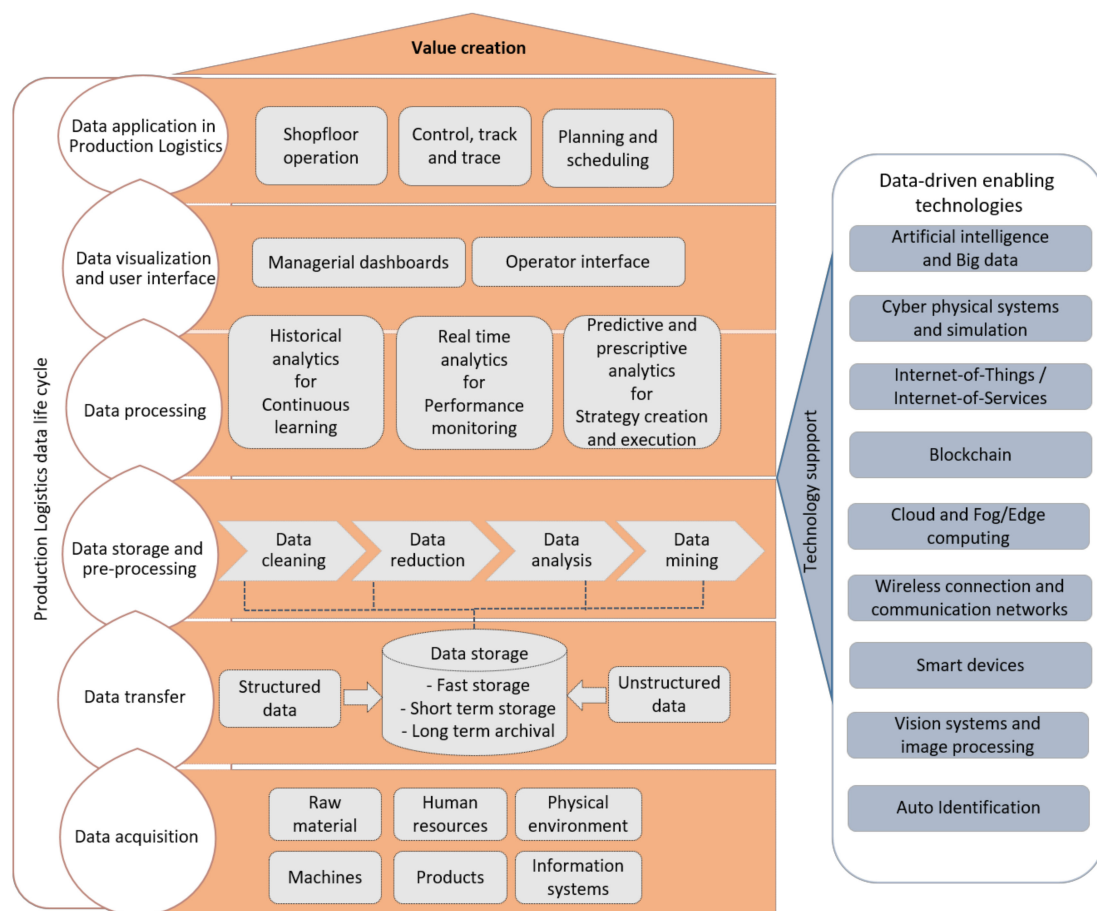 Value creation
Production Logistics data life cycle
Data application in
Production Logistics
Shopfloor
operation
Control, track
and trace
Planning and
scheduling
Data visualization
and user interface
Managerial dashboards
Operator interface
Data processing
Historical
analytics
for
Continuous
learning
Real time
analytics
for
Performance
monitoring
Predictive and
prescriptive
analytics
for
Strategy creation
and execution
Data storage and
pre-processing
Data
cleaning
Data
reduction
Data
analysis
Data
mining
Data transfer
Structured
data
Data storage
- Fast storage
- Short term storage
- Long term archival
Unstructured
data
Data acquisition
Raw
material
Human
resources
Physical
environment
Machines
Products
Information
systems
Technology suppport
Data-driven enabling
technologies
Artificial intelligence
and Big data
Cyber physical systems
and simulation
Internet-of-Things /
Internet-of-Services
Blockchain
Cloud and Fog/Edge
computing
Wireless connection and
communication networks
Smart devices
Vision systems and
image processing
Auto Identification